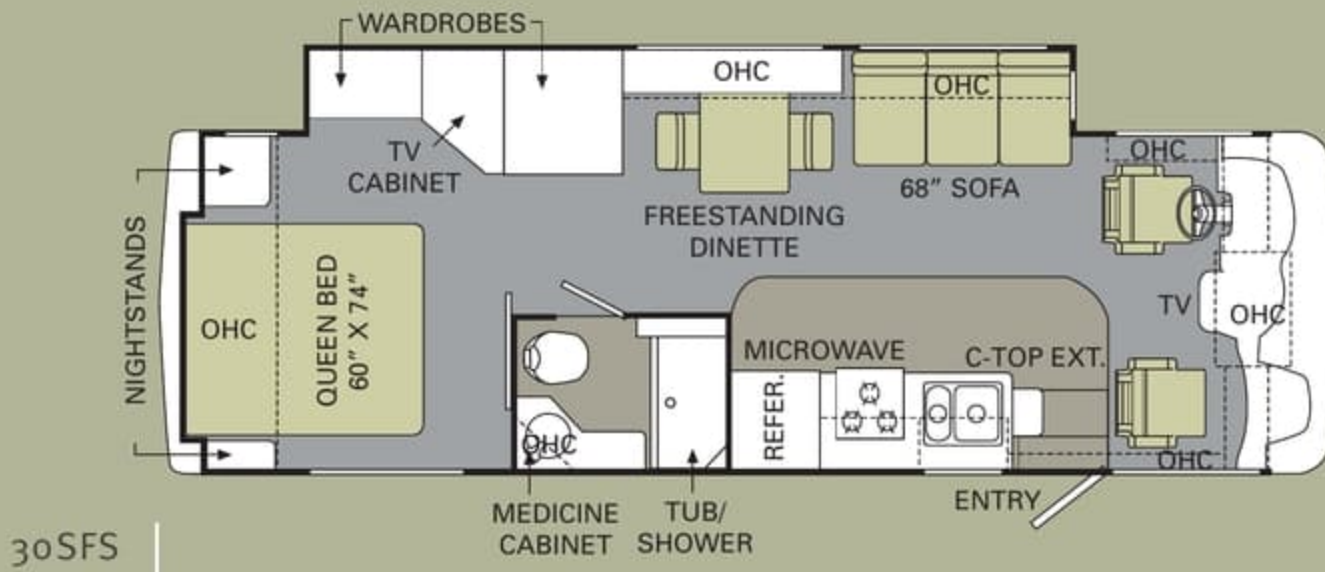 WARDROBES
OHC
OHC
TV
CABINET
OHC
68” SOFA
FREESTANDING
DINETTE
NIGHTSTANDS
OHC
QUEEN BED
60” X 74”
TV
OHC
MICROWAVE
C-TOP EXT.
REFER.
OHC
OHC
ENTRY
MEDICINE
CABINET
TUB/
SHOWER
30SFS